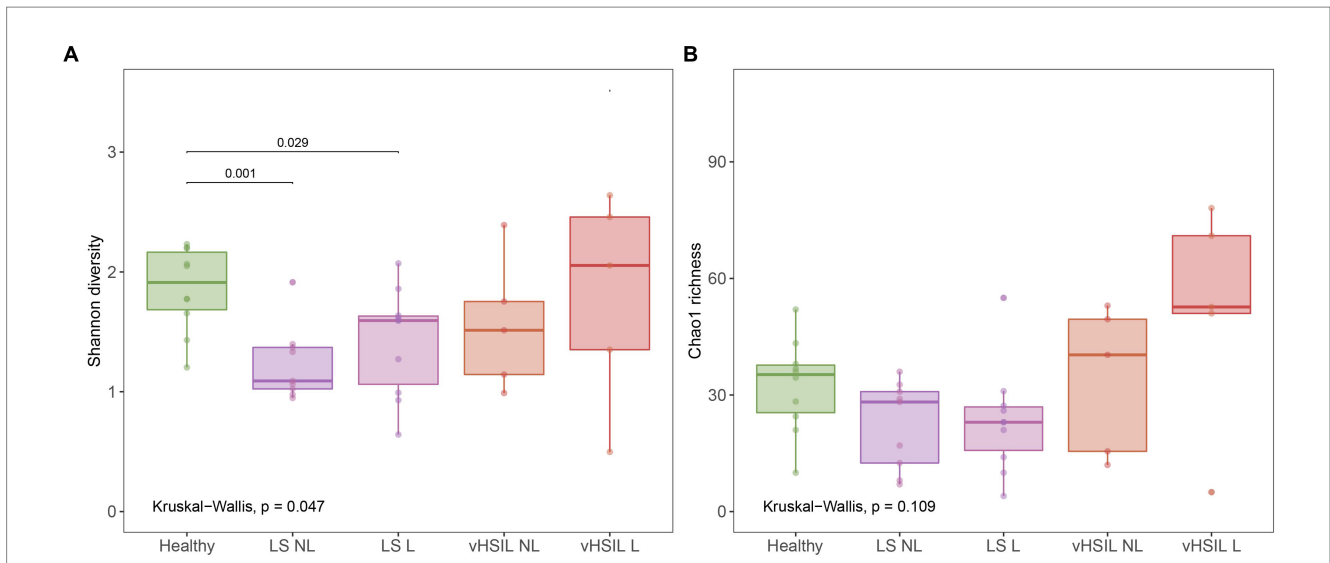 A
B
Shannon diversity
3
2
1
0
0.029
0.001
Kruskal−Wallis, p = 0.047
Healthy
LS NL
LS L
vHSIL NL
vHSIL L
Chao1 richness
90
60
30
0
Kruskal−Wallis, p = 0.109
Healthy
LS NL
LS L
vHSIL NL
vHSIL L